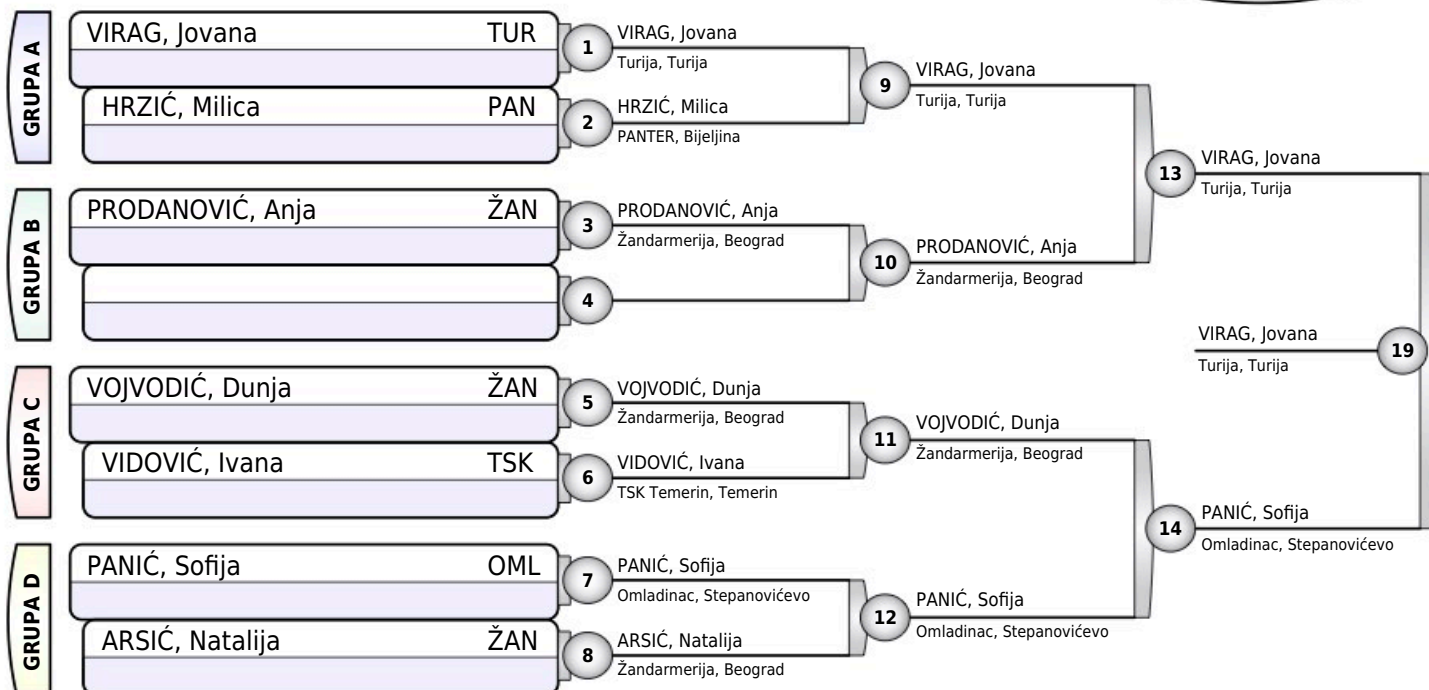 GRUPA A
VIRAG, Jovana TUR
HRZIĆ, Milica PAN
1
VIRAG, Jovana
Turija, Turija
2
HRZIĆ, Milica
PANTER, Bijeljina
9
VIRAG, Jovana
Turija, Turija
GRUPA B
PRODANOVIĆ, Anja ŽAN
3
PRODANOVIĆ, Anja
Žandarmerija, Beograd
4
10
PRODANOVIĆ, Anja
Žandarmerija, Beograd
13
VIRAG, Jovana
Turija, Turija
GRUPA C
VOJVODIĆ, Dunja ŽAN
VIDOVIĆ, Ivana TSK
5
VOJVODIĆ, Dunja
Žandarmerija, Beograd
6
VIDOVIĆ, Ivana
TSK Temerin, Temerin
11
VOJVODIĆ, Dunja
Žandarmerija, Beograd
GRUPA D
PANIĆ, Sofija OML
ARSIĆ, Natalija ŽAN
7
PANIĆ, Sofija
Omladinac, Stepanovićevo
8
ARSIĆ, Natalija
Žandarmerija, Beograd
12
PANIĆ, Sofija
Omladinac, Stepanovićevo
14
PANIĆ, Sofija
Omladinac, Stepanovićevo
VIRAG, Jovana
Turija, Turija
19